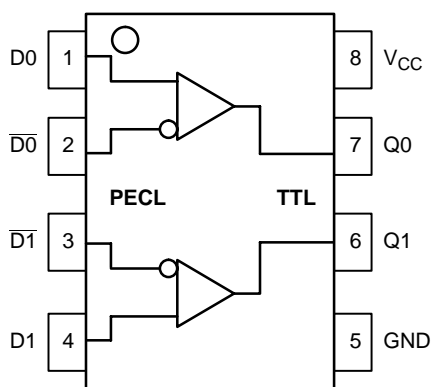 D0 1 8 VCC
D0 2 7 Q0
PECL TTL
D1 3 6 Q1
D1 4 5 GND